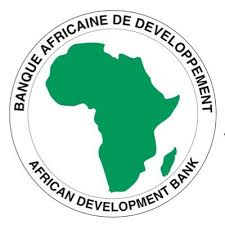 BANQUE AFRICAINE DE DEVELOPPEMENT
AFRICAN DEVELOPMENT BANK